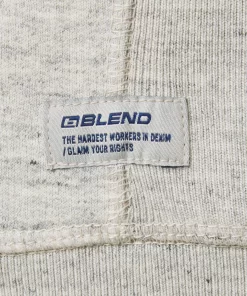 BLEND
THE HARDEST WORKERS IN DENIM
/ CLAIM YOUR RIGHTS